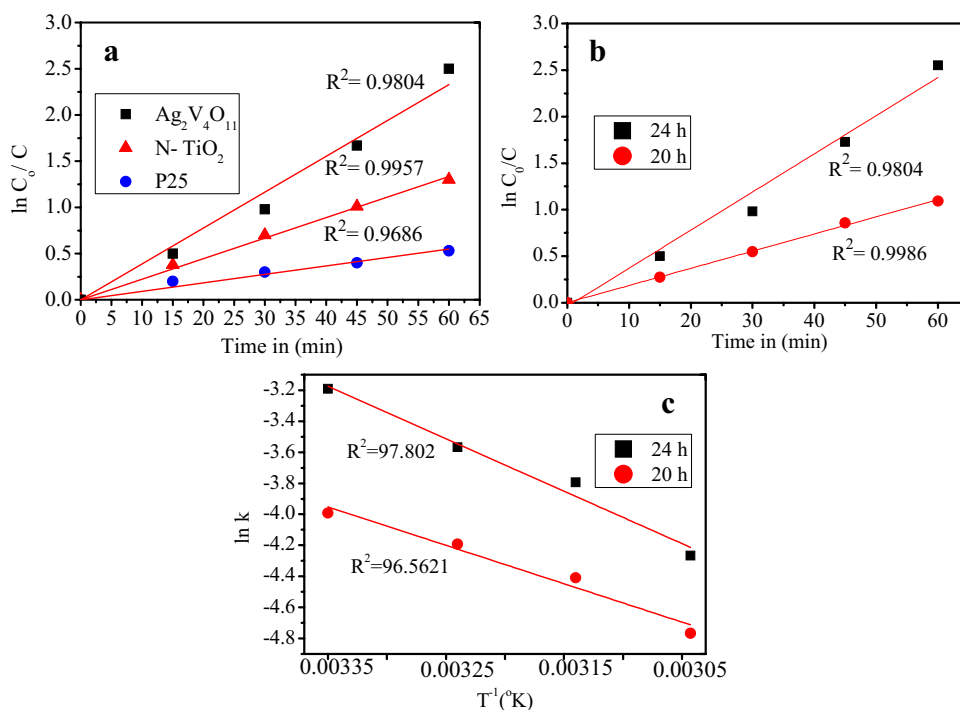 a
R²= 0.9804
Ag₂V₄O₁₁
N- TiO₂
P25
R²= 0.9957
R²= 0.9686
ln Cₒ/ C
3.0
2.5
2.0
1.5
1.0
0.5
0.0
0 5 10 15 20 25 30 35 40 45 50 55 60 65
Time in (min)
b
24 h
20 h
R²= 0.9804
R²= 0.9986
ln C₀/C
3.0
2.5
2.0
1.5
1.0
0.5
0.0
0 10 20 30 40 50 60
Time in (min)
c
24 h
20 h
R²=97.802
R²=96.5621
ln k
-3.2
-3.4
-3.6
-3.8
-4.0
-4.2
-4.4
-4.6
-4.8
0.00335 0.00325 0.00315 0.00305
T⁻¹(°K)